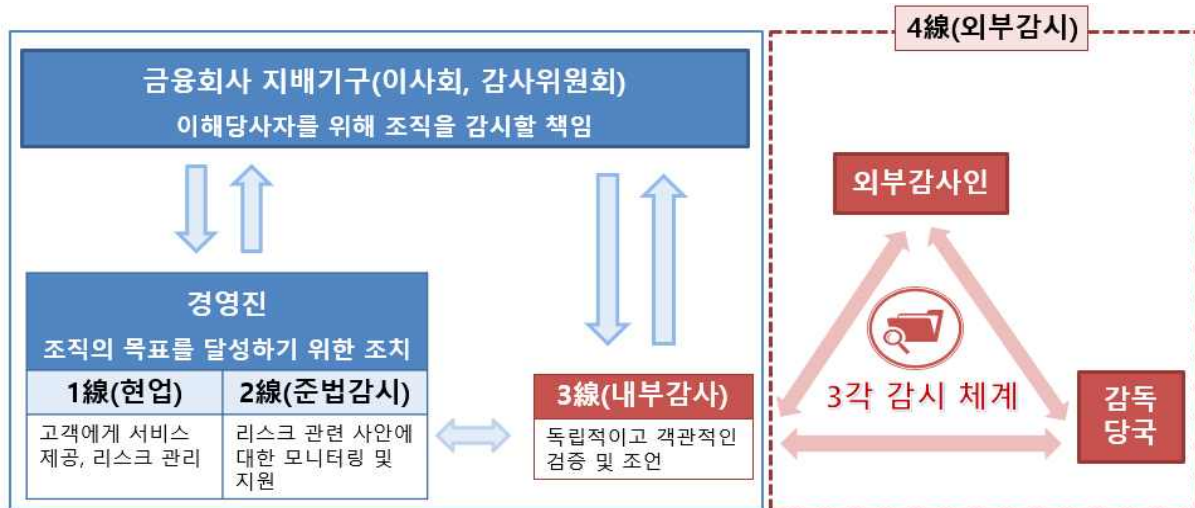 4線(외부감시)
금융회사 지배기구(이사회, 감사위원회)
이해당사자를 위해 조직을 감시할 책임
외부감사인
경영진
조직의 목표를 달성하기 위한 조치
1線(현업)
고객에게 서비스
제공, 리스크 관리
2線(준법감시)
리스크 관련 사안에
대한 모니터링 및
지원
3線(내부감사)
독립적이고 객관적인
검증 및 조언
3각 감시 체계
감독
당국